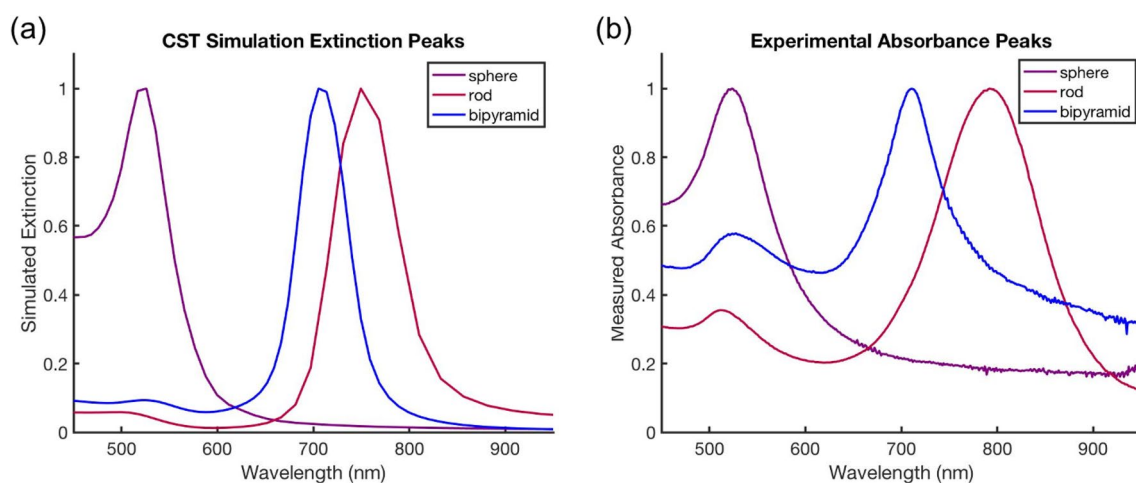 (a)
CST Simulation Extinction Peaks
sphere
rod
bipyramid
1
0.8
0.6
0.4
0.2
0
Simulated Extinction
500 600 700 800 900
Wavelength (nm)
(b)
Experimental Absorbance Peaks
sphere
rod
bipyramid
1
0.8
0.6
0.4
0.2
0
Measured Absorbance
500 600 700 800 900
Wavelength (nm)